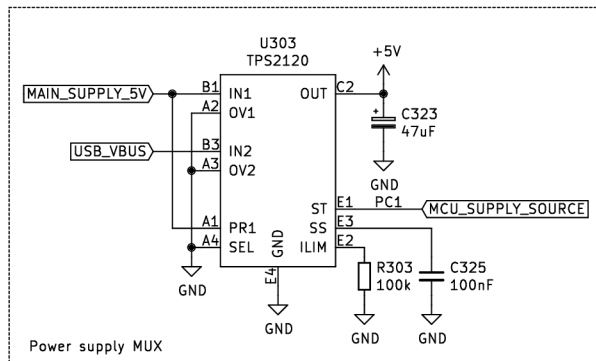 U303
TPS2120
+5V
MAIN_SUPPLY_5V
B1
IN1
OUT
C2
A2
OV1
+
C323
47uF
USB_VBUS
B3
IN2
A3
OV2
GND
ST
E1
PC1
MCU_SUPPLY_SOURCE
A1
PR1
SS
E3
A4
SEL
GND
ILIM
E2
E4
R303
100k
C325
100nF
GND
GND
GND
GND
Power supply MUX